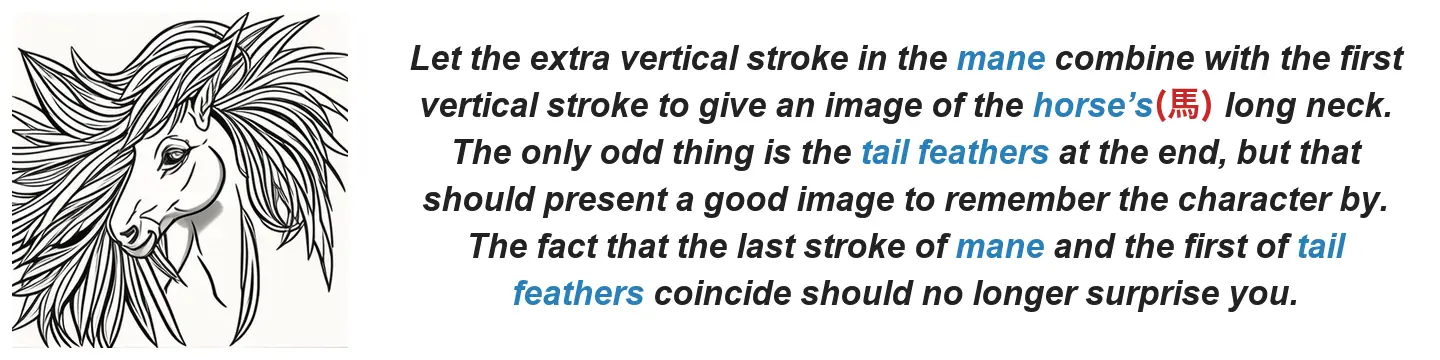 Let the extra vertical stroke in the mane combine with the first
vertical stroke to give an image of the horse’s(馬) long neck.
The only odd thing is the tail feathers at the end, but that
should present a good image to remember the character by.
The fact that the last stroke of mane and the first of tail
feathers coincide should no longer surprise you.